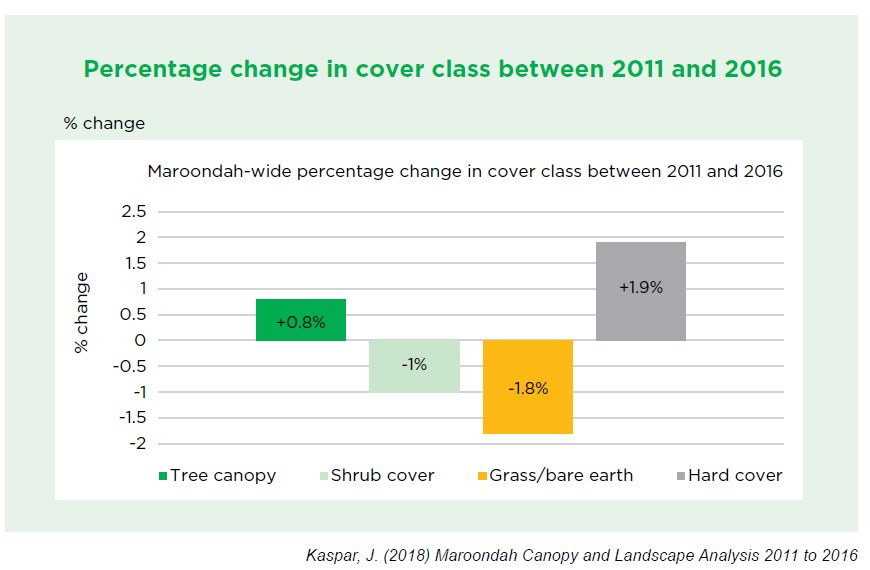 Percentage change in cover class between 2011 and 2016
% change
Maroondah-wide percentage change in cover class between 2011 and 2016
% change
2.5
2
1.5
1
0.5
0
-0.5
-1
-1.5
-2
+0.8%
-1%
-1.8%
+1.9%
Tree canopy
Shrub cover
Grass/bare earth
Hard cover
Kaspar, J. (2018) Maroondah Canopy and Landscape Analysis 2011 to 2016